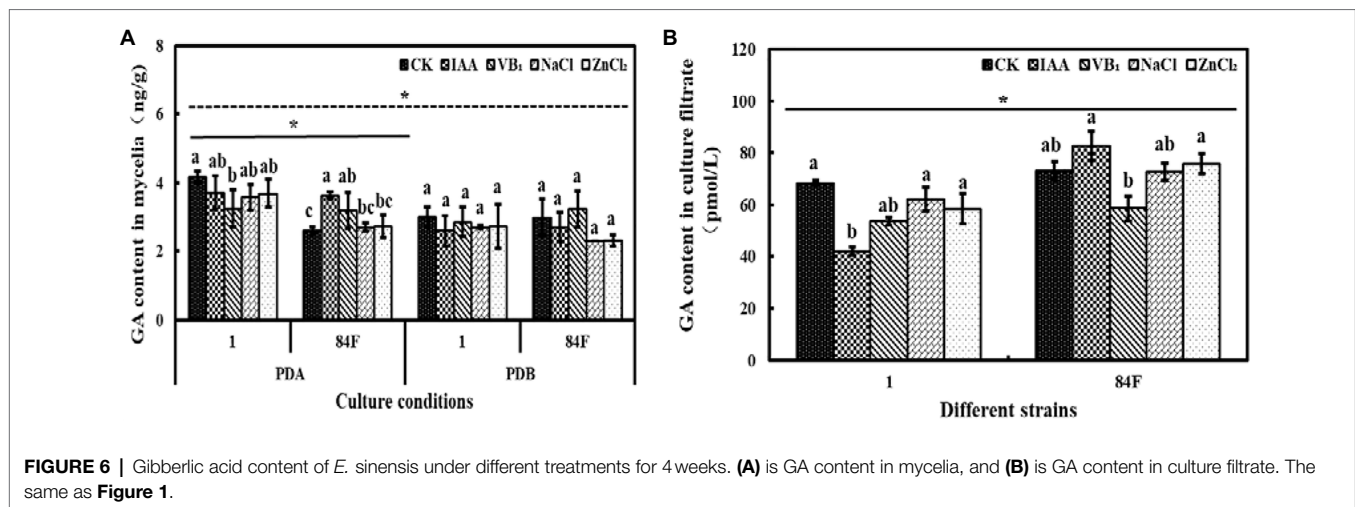 A
GA content in mycelia (ng/g)
8
6
4
2
0
CK IAA VB₁ NaCl ZnCl₂
*
*
a ab b ab ab
c a ab bc bc
a a a a a
a a a a a
1 84F 1 84F
PDA PDB
Culture conditions
B
GA content in culture filtrate
(pmol/L)
120
100
80
60
40
20
0
CK IAA VB₁ NaCl ZnCl₂
*
a b ab a a
ab a b ab a
1 84F
Different strains
FIGURE 6 | Gibberlic acid content of E. sinensis under different treatments for 4 weeks. (A) is GA content in mycelia, and (B) is GA content in culture filtrate. The
same as Figure 1.